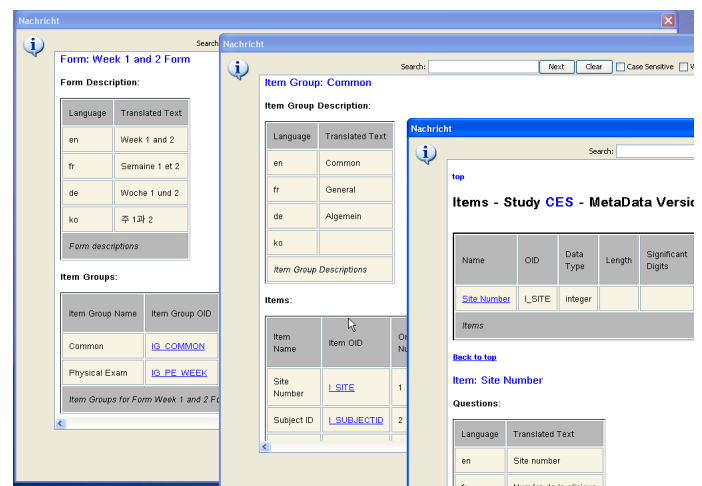 Nachricht
Search
Form: Week 1 and 2 Form
Form Description:
Language Translated Text
en Week 1 and 2
fr Semaine 1 et 2
de Woche 1 und 2
ko 주 1과 2
Form descriptions
Item Groups:
Item Group Name Item Group OID
Common IG_COMMON
Physical Exam IG_PE_WEEK
Item Groups for Form Week 1 and 2
Nachricht
Search: Next Clear Case Sensitive
Item Group: Common
Item Group Description:
Language Translated Text
en Common
fr General
de Algemein
ko
Item Group Descriptions
Items:
Item Name Item OID
Site Number I_SITE 1
Subject ID I_SUBJECTID 2
Nachricht
Search:
top
Items - Study CES - MetaData
Name OID Data Type Length Significant Digits
Site Number I_SITE integer
Items
Back to top
Item: Site Number
Questions:
Language Translated Text
en Site number